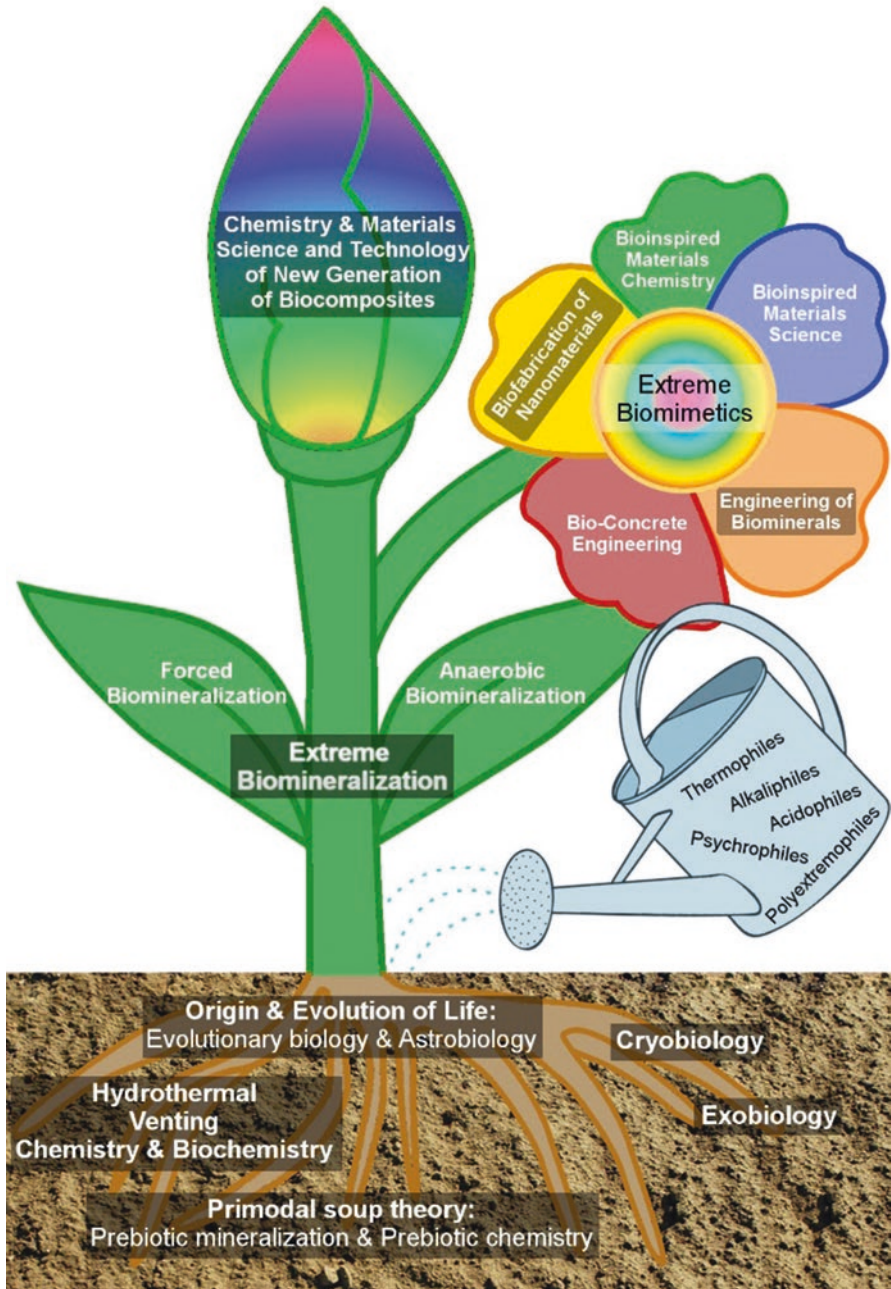 Chemistry & Materials
Science and Technology
of New Generation
of Biocomposites
Bioinspired
Materials
Chemistry
Bioinspired
Materials
Science
Biofabrication of
Nanomaterials
Extreme
Biomimetics
Engineering of
Biominerals
Bio-Concrete
Engineering
Forced
Biomineralization
Anaerobic
Biomineralization
Extreme
Biomineralization
Thermophiles
Alkaliphiles
Acidophiles
Psychrophiles
Polyextremophiles
Origin & Evolution of Life:
Evolutionary biology & Astrobiology
Cryobiology
Hydrothermal
Venting
Chemistry & Biochemistry
Exobiology
Primodal soup theory:
Prebiotic mineralization & Prebiotic chemistry